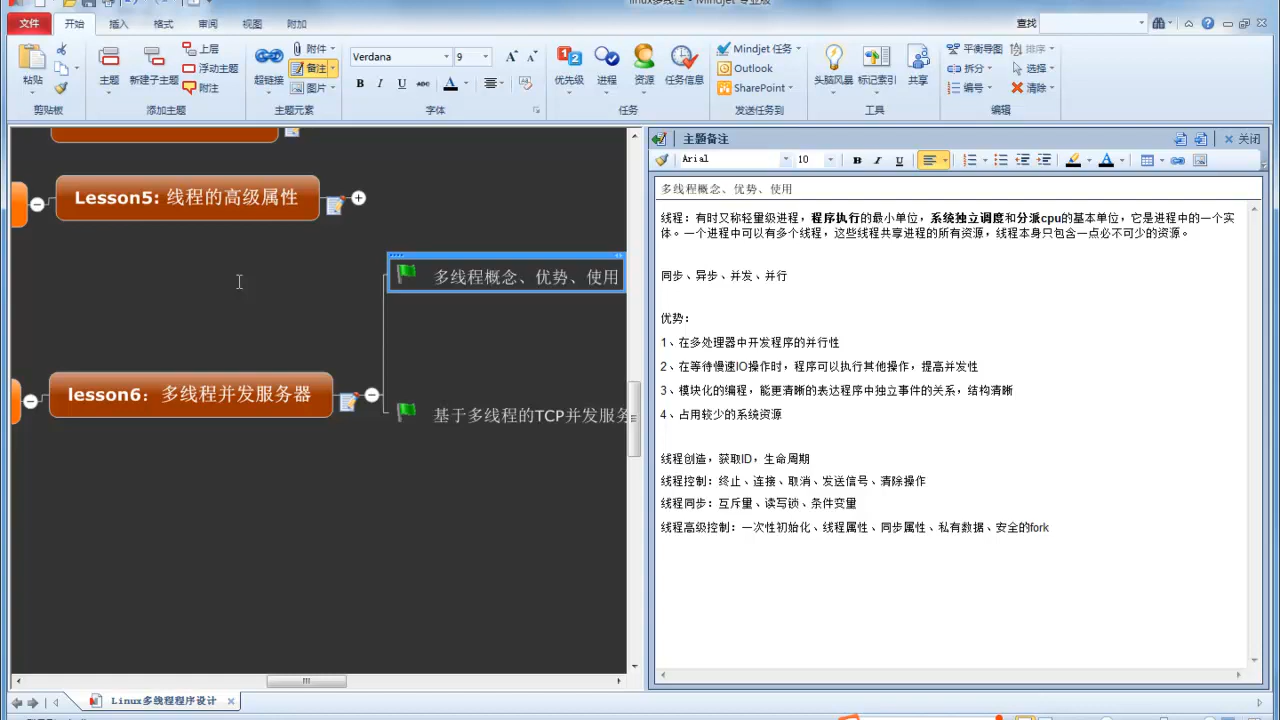 linux多线程 - Mindjet 专业版
文件
开始
插入
格式
审阅
视图
附加
查找
粘贴
剪贴板
主题
新建子主题
上层
浮动主题
附注
添加主题
超链接
附件
备注
图片
主题元素
Verdana
9
B I U abc A
字体
优先级
进程
资源
任务信息
任务
Mindjet 任务
Outlook
SharePoint
发送任务到
头脑风暴
标记索引
共享
工具
平衡导图
排序
拆分
选择
编号
清除
编辑
Lesson5: 线程的高级属性
多线程概念、优势、使用
lesson6：多线程并发服务器
基于多线程的TCP并发服务
主题备注
关闭
Arial
10
B I U
A
多线程概念、优势、使用
线程：有时又称轻量级进程，程序执行的最小单位，系统独立调度和分派cpu的基本单位，它是进程中的一个实
体。一个进程中可以有多个线程，这些线程共享进程的所有资源，线程本身只包含一点必不可少的资源。
同步、异步、并发、并行
优势：
1、在多处理器中开发程序的并行性
2、在等待慢速IO操作时，程序可以执行其他操作，提高并发性
3、模块化的编程，能更清晰的表达程序中独立事件的关系，结构清晰
4、占用较少的系统资源
线程创造，获取ID，生命周期
线程控制：终止、连接、取消、发送信号、清除操作
线程同步：互斥量、读写锁、条件变量
线程高级控制：一次性初始化、线程属性、同步属性、私有数据、安全的fork
Linux多线程程序设计